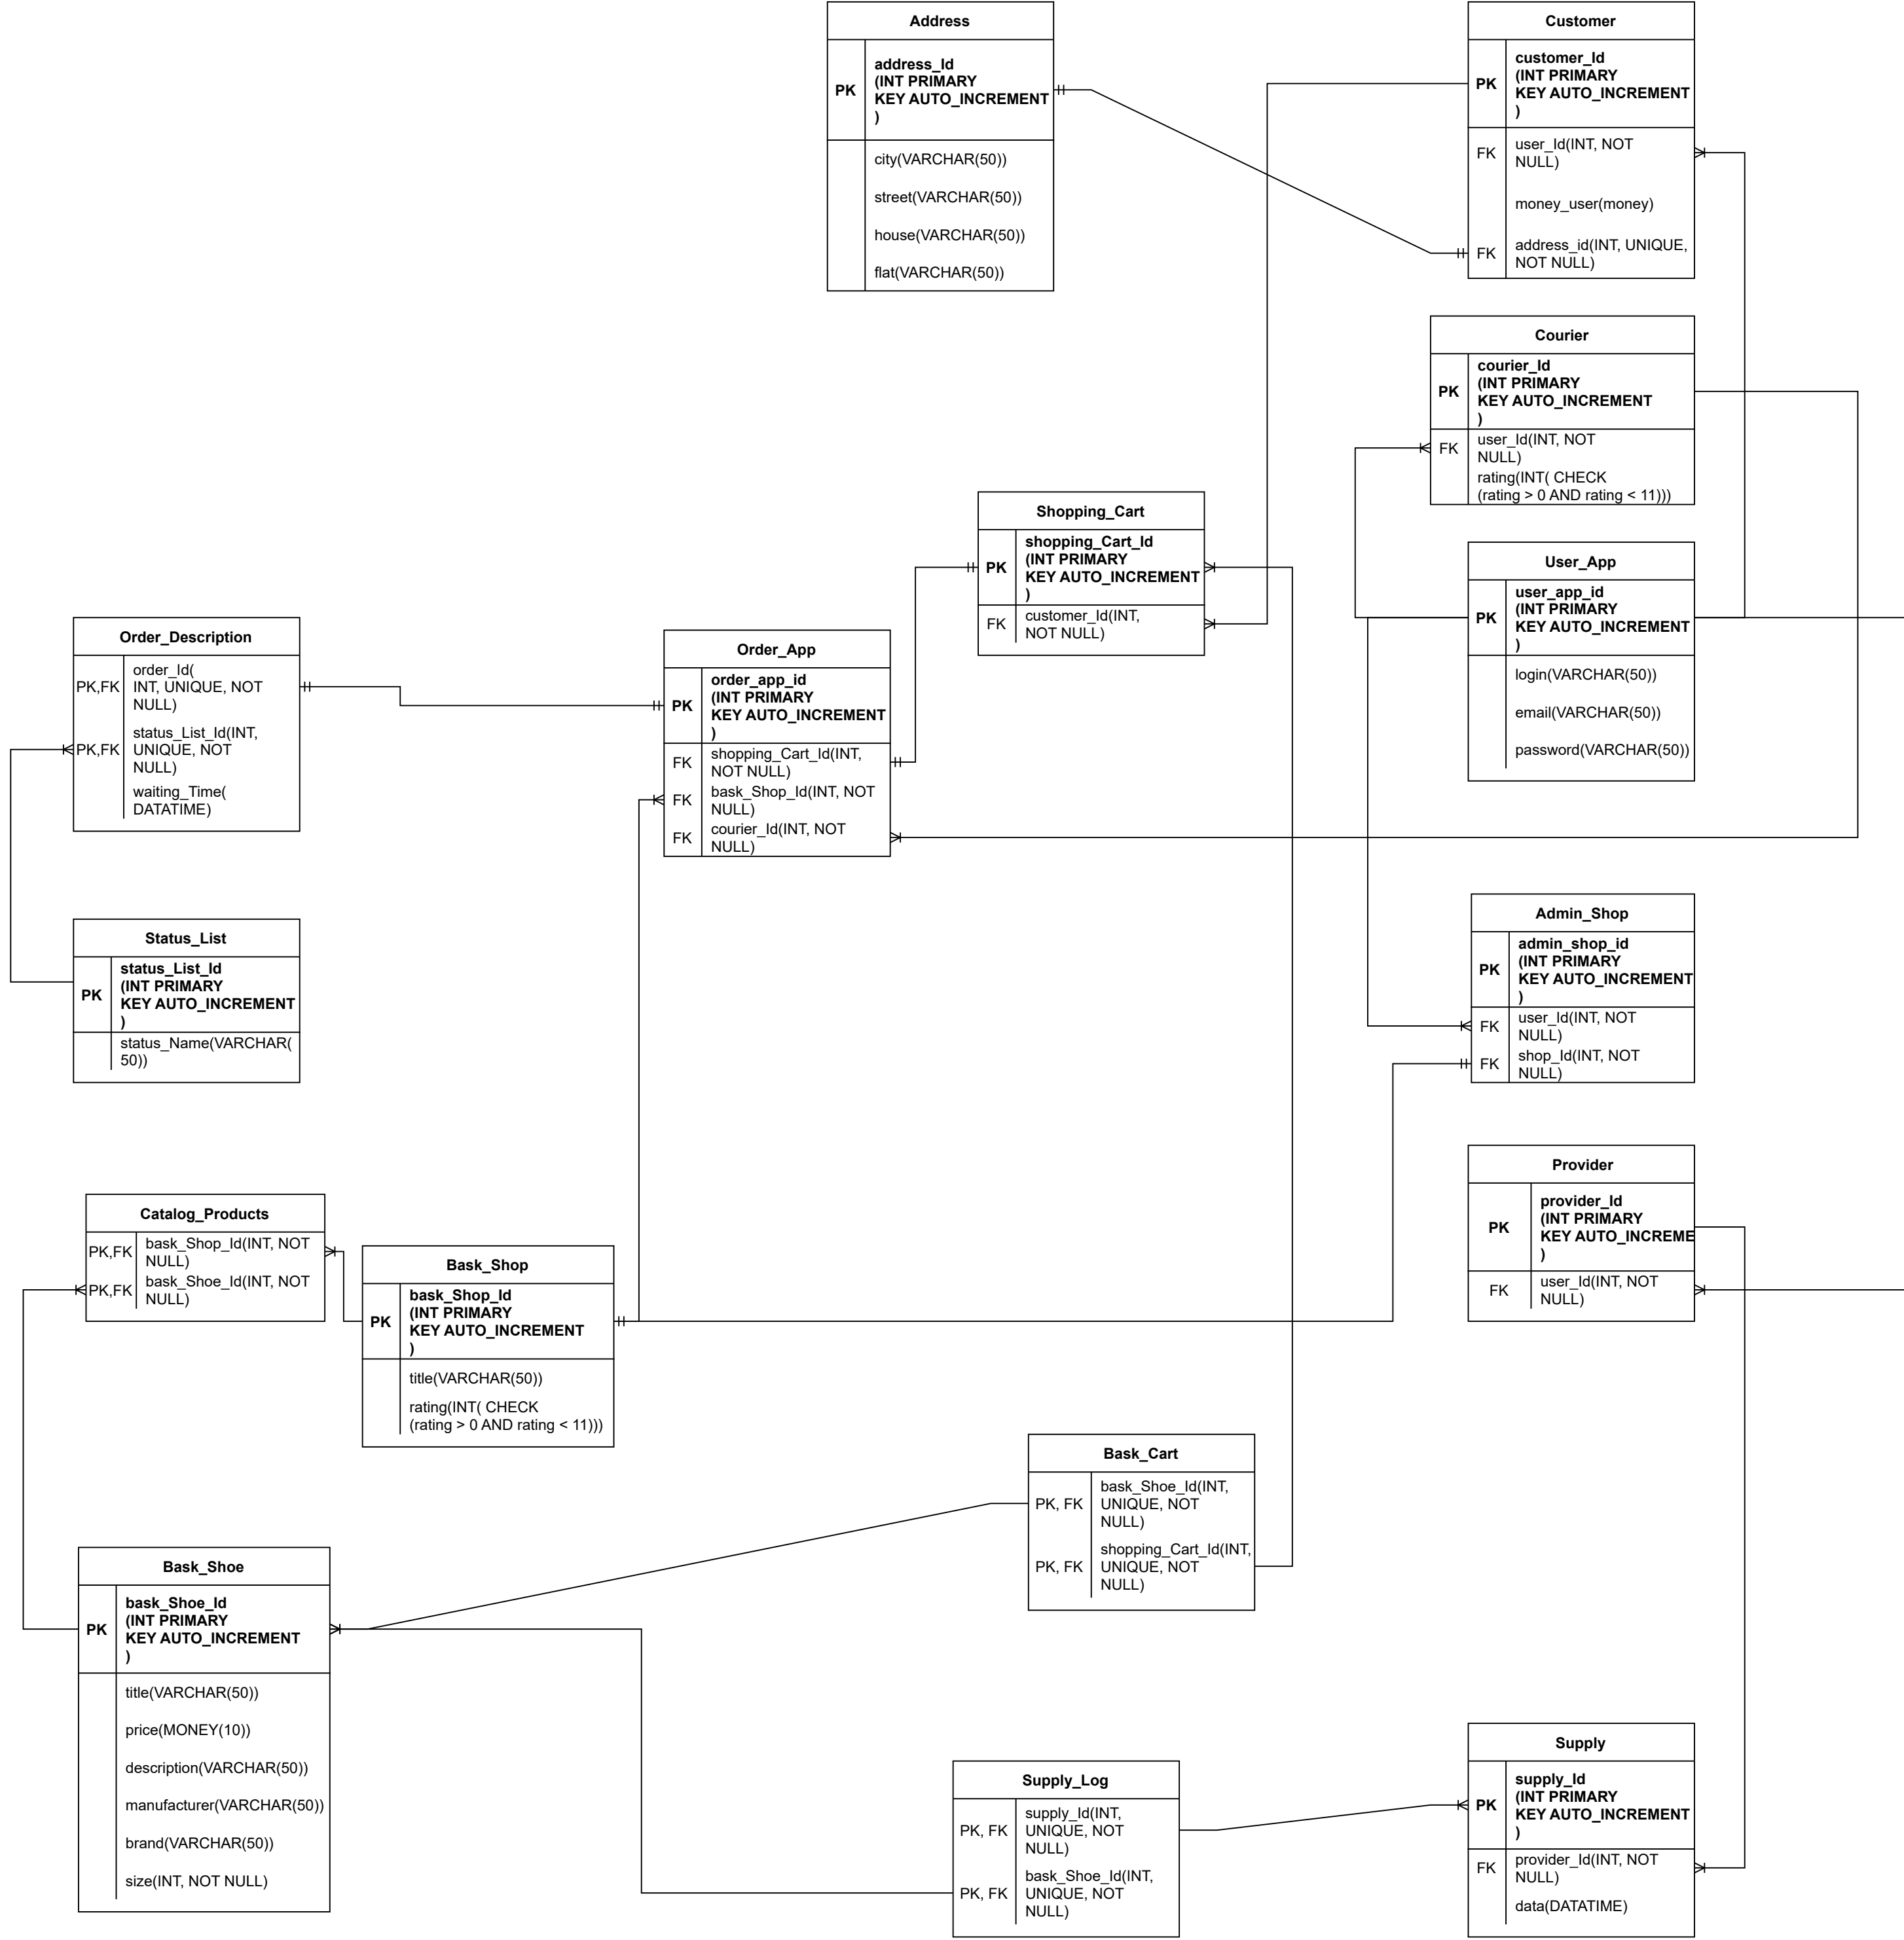 Address
PK
address_Id
(INT PRIMARY
KEY AUTO_INCREMENT
)
city(VARCHAR(50))
street(VARCHAR(50))
house(VARCHAR(50))
flat(VARCHAR(50))
Customer
PK
customer_Id
(INT PRIMARY
KEY AUTO_INCREMENT
)
FK
user_Id(INT, NOT
NULL)
money_user(money)
FK
address_id(INT, UNIQUE,
NOT NULL)
Courier
PK
courier_Id
(INT PRIMARY
KEY AUTO_INCREMENT
)
FK
user_Id(INT, NOT
NULL)
rating(INT( CHECK
(rating > 0 AND rating < 11)))
Shopping_Cart
PK
shopping_Cart_Id
(INT PRIMARY
KEY AUTO_INCREMENT
)
FK
customer_Id(INT,
NOT NULL)
User_App
PK
user_app_id
(INT PRIMARY
KEY AUTO_INCREMENT
)
login(VARCHAR(50))
email(VARCHAR(50))
password(VARCHAR(50))
Order_Description
PK,FK
order_Id(
INT, UNIQUE, NOT
NULL)
PK,FK
status_List_Id(INT,
UNIQUE, NOT
NULL)
waiting_Time(
DATATIME)
Order_App
PK
order_app_id
(INT PRIMARY
KEY AUTO_INCREMENT
)
FK
shopping_Cart_Id(INT,
NOT NULL)
FK
bask_Shop_Id(INT, NOT
NULL)
FK
courier_Id(INT, NOT
NULL)
Status_List
PK
status_List_Id
(INT PRIMARY
KEY AUTO_INCREMENT
)
status_Name(VARCHAR(
50))
Admin_Shop
PK
admin_shop_id
(INT PRIMARY
KEY AUTO_INCREMENT
)
FK
user_Id(INT, NOT
NULL)
FK
shop_Id(INT, NOT
NULL)
Provider
PK
provider_Id
(INT PRIMARY
KEY AUTO_INCREME
)
FK
user_Id(INT, NOT
NULL)
Catalog_Products
PK,FK
bask_Shop_Id(INT, NOT
NULL)
PK,FK
bask_Shoe_Id(INT, NOT
NULL)
Bask_Shop
PK
bask_Shop_Id
(INT PRIMARY
KEY AUTO_INCREMENT
)
title(VARCHAR(50))
rating(INT( CHECK
(rating > 0 AND rating < 11)))
Bask_Cart
PK, FK
bask_Shoe_Id(INT,
UNIQUE, NOT
NULL)
PK, FK
shopping_Cart_Id(INT,
UNIQUE, NOT
NULL)
Bask_Shoe
PK
bask_Shoe_Id
(INT PRIMARY
KEY AUTO_INCREMENT
)
title(VARCHAR(50))
price(MONEY(10))
description(VARCHAR(50))
manufacturer(VARCHAR(50))
brand(VARCHAR(50))
size(INT, NOT NULL)
Supply_Log
PK, FK
supply_Id(INT,
UNIQUE, NOT
NULL)
PK, FK
bask_Shoe_Id(INT,
UNIQUE, NOT
NULL)
Supply
PK
supply_Id
(INT PRIMARY
KEY AUTO_INCREMENT
)
FK
provider_Id(INT, NOT
NULL)
data(DATATIME)